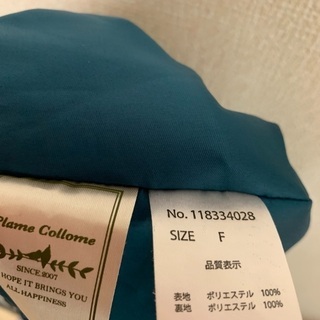 Plame Collome
SINCE.2007
HOPE IT BRINGS YOU
ALL HAPPINESS
No.118334028
SIZE F
品質表示
表地 ポリエステル 100%
裏地 ポリエステル 100%